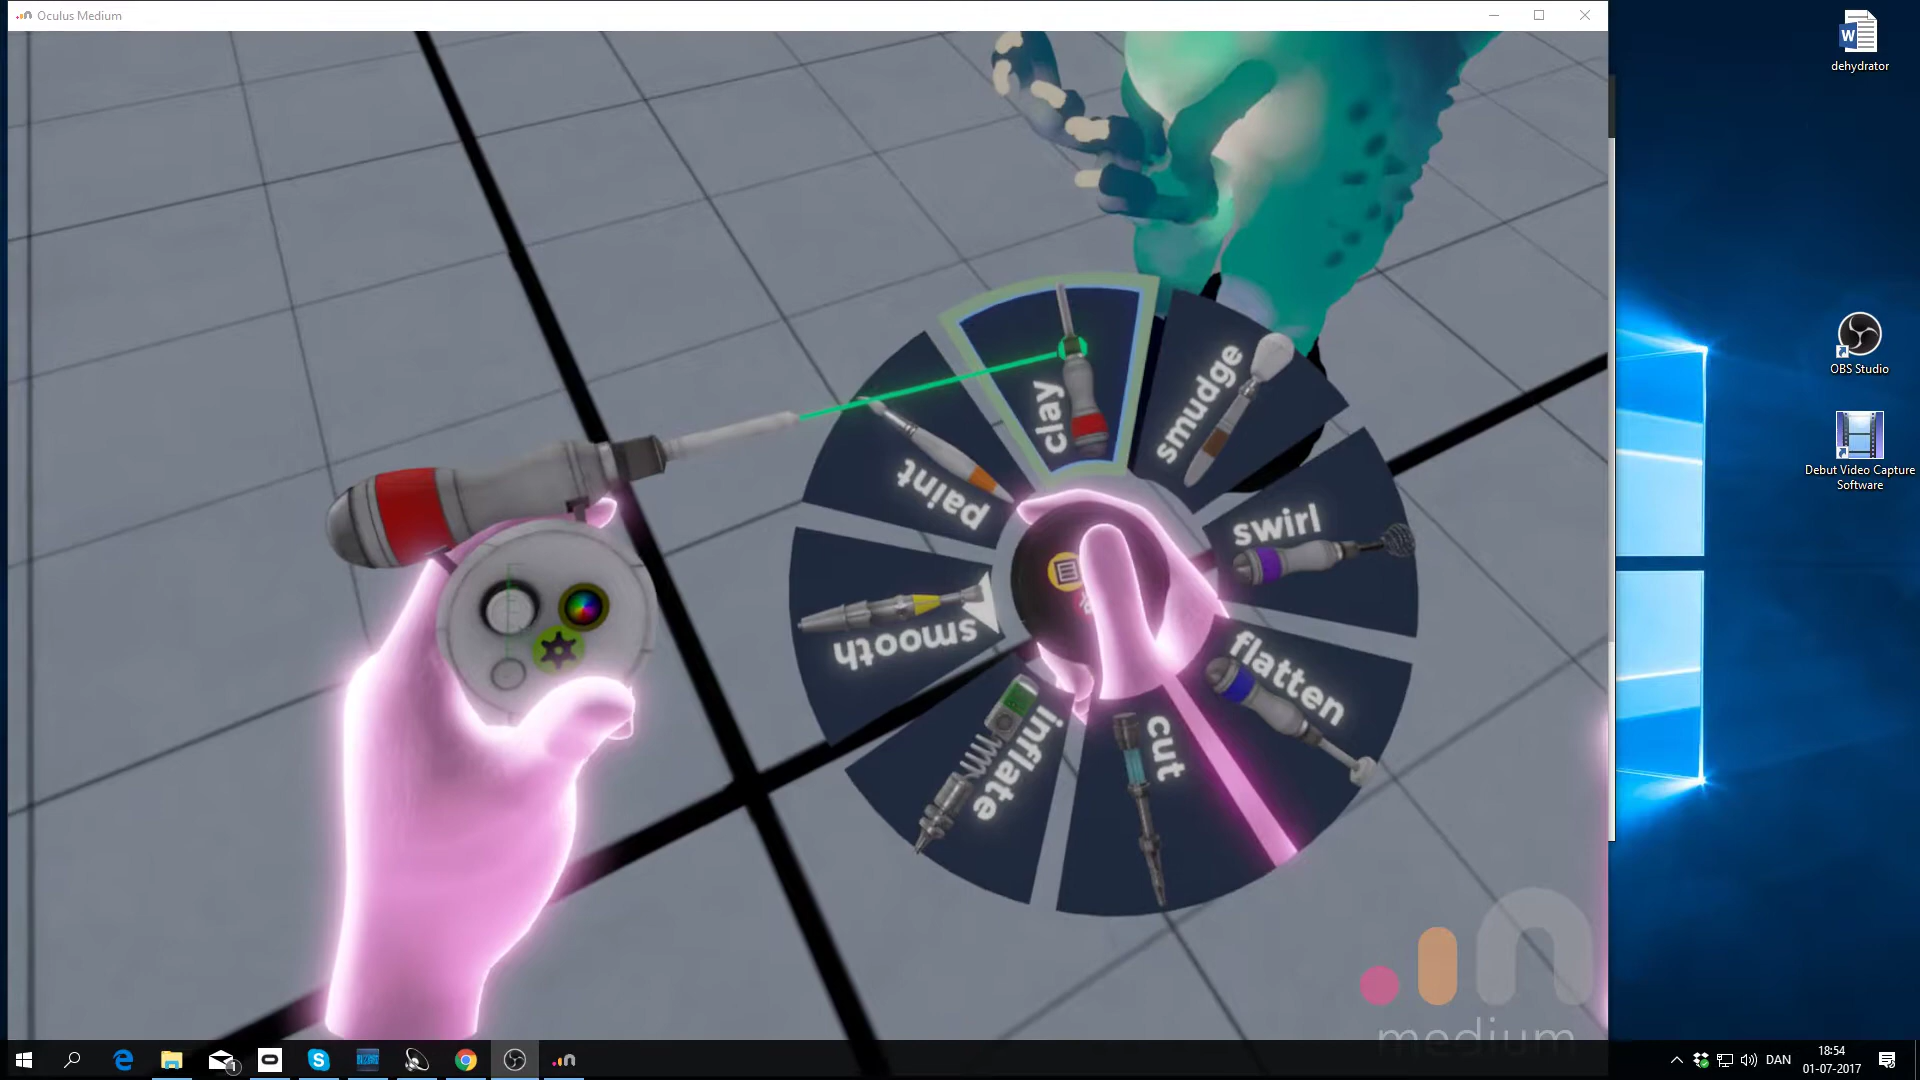 Oculus Medium
dehydrator
OBS Studio
Debut Video Capture
Software
clay
smudge
paint
swirl
smooth
flatten
inflate
cut
medium
DAN
18:54
01-07-2017